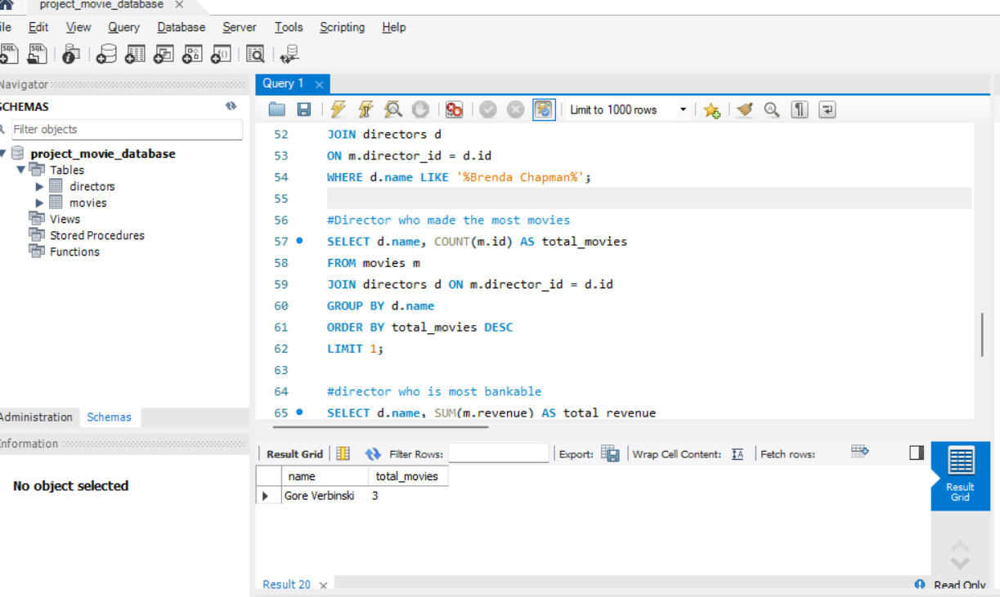 project_movie_database ×
ile Edit View Query Database Server Tools Scripting Help
Navigator
SCHEMAS
Filter objects
project_movie_database
Tables
directors
movies
Views
Stored Procedures
Functions
Administration Schemas
Information
No object selected
Query 1 ×
Limit to 1000 rows
52 JOIN directors d
53 ON m.director_id = d.id
54 WHERE d.name LIKE '%Brenda Chapman%';
55
56 #Director who made the most movies
57 SELECT d.name, COUNT(m.id) AS total_movies
58 FROM movies m
59 JOIN directors d ON m.director_id = d.id
60 GROUP BY d.name
61 ORDER BY total_movies DESC
62 LIMIT 1;
63
64 #director who is most bankable
65 SELECT d.name, SUM(m.revenue) AS total_revenue
Result Grid Filter Rows: Export: Wrap Cell Content: Fetch rows:
name total_movies
Gore Verbinski 3
Result
Grid
Result 20 × Read Only